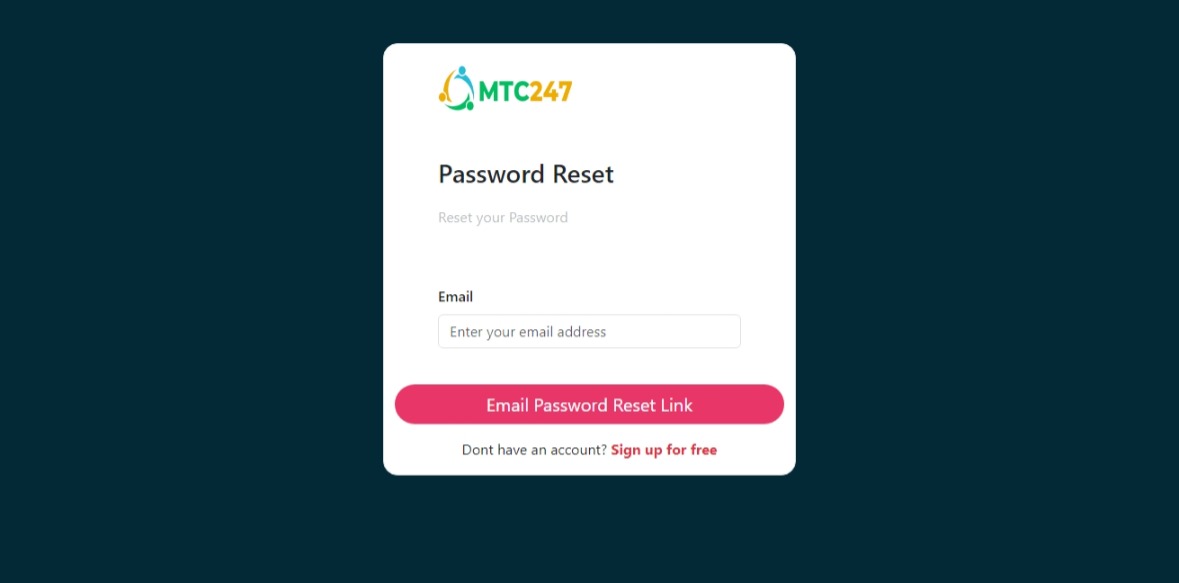 MTC247
Password Reset
Reset your Password
Email
Enter your email address
Email Password Reset Link
Dont have an account? Sign up for free